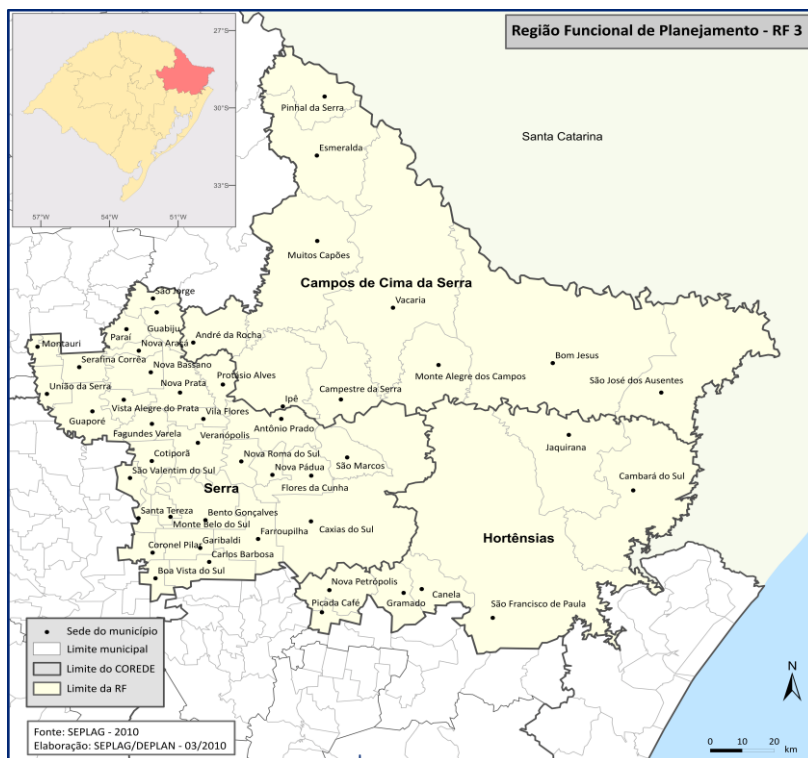 Região Funcional de Planejamento - RF 3
27°S
30°S
33°S
57°W
54°W
51°W
Santa Catarina
Pinhal da Serra
Esmeralda
Muitos Capões
Campos de Cima da Serra
Vacaria
São Jorge
Guabiju
Paraí
André da Rocha
Montauri
Nova Araçá
Serafina Corrêa
Nova Bassano
Protásio Alves
Monte Alegre dos Campos
Bom Jesus
São José dos Ausentes
União da Serra
Nova Prata
Campestre da Serra
Ipê
Vista Alegre do Prata
Vila Flores
Guaporé
Antônio Prado
Fagundes Varela
Veranópolis
Jaquirana
Cotiporã
Nova Roma do Sul
São Marcos
Nova Pádua
São Valentim do Sul
Cambará do Sul
Serra
Flores da Cunha
Santa Tereza
Bento Gonçalves
Monte Belo do Sul
Caxias do Sul
Farroupilha
Hortênsias
Coronel Pilar
Garibaldi
Carlos Barbosa
Boa Vista do Sul
Nova Petrópolis
Canela
Picada Café
Gramado
São Francisco de Paula
Legenda
Sede do município
Limite municipal
Limite do COREDE
Limite da RF
Fonte: SEPLAG - 2010
Elaboração: SEPLAG/DEPLAN - 03/2010
N
0 10 20
km